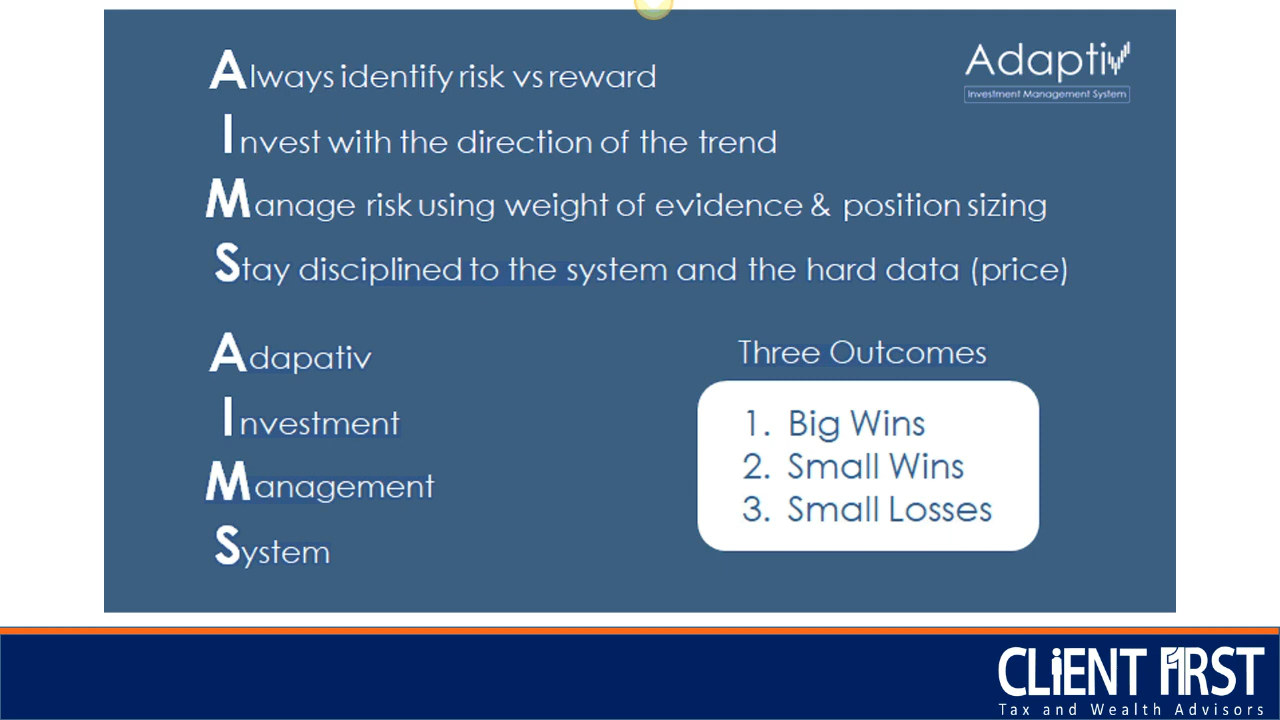 Adaptiv
Investment Management System
Always identify risk vs reward
Invest with the direction of the trend
Manage risk using weight of evidence & position sizing
Stay disciplined to the system and the hard data (price)
Adapativ
Investment
Management
System
Three Outcomes
1. Big Wins
2. Small Wins
3. Small Losses
CLiENT F1RST
Tax and Wealth Advisors